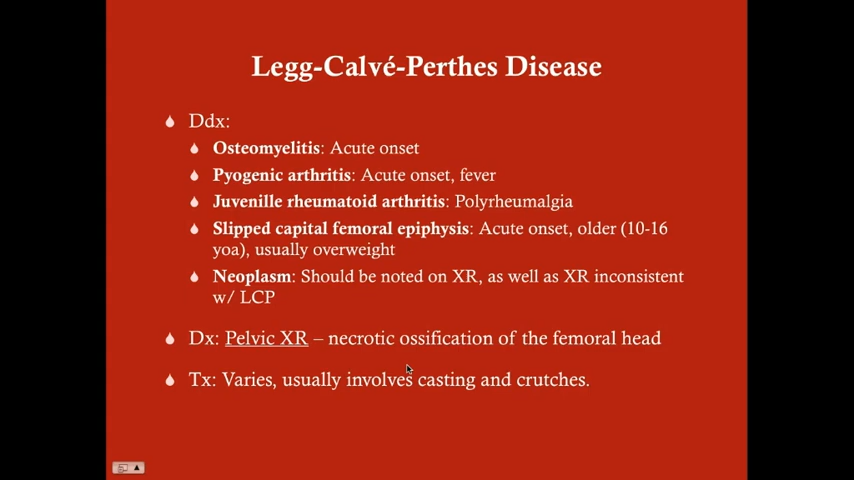 Legg-Calvé-Perthes Disease
Ddx:
Osteomyelitis: Acute onset
Pyogenic arthritis: Acute onset, fever
Juvenille rheumatoid arthritis: Polyrheumalgia
Slipped capital femoral epiphysis: Acute onset, older (10-16
yoa), usually overweight
Neoplasm: Should be noted on XR, as well as XR inconsistent
w/ LCP
Dx: Pelvic XR – necrotic ossification of the femoral head
Tx: Varies, usually involves casting and crutches.